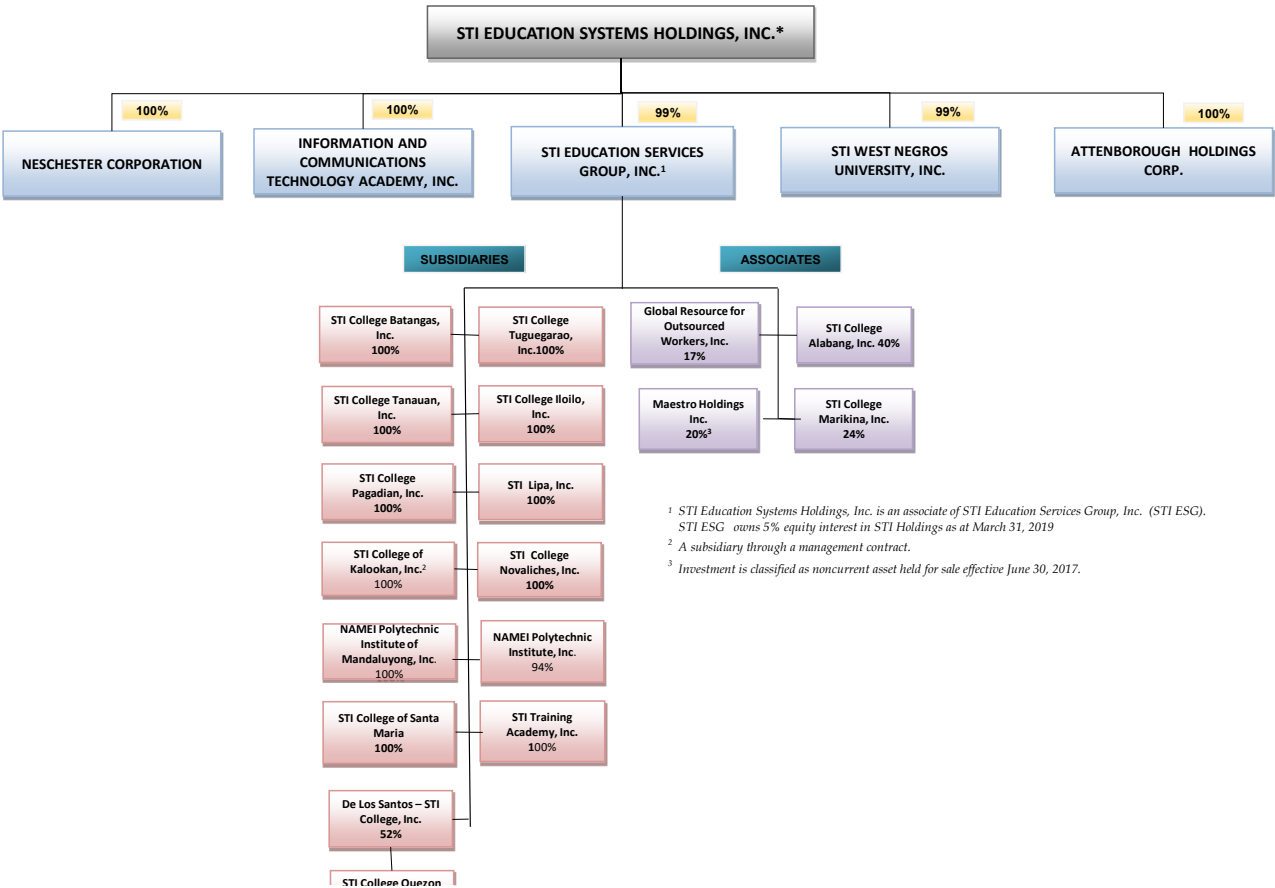 STI EDUCATION SYSTEMS HOLDINGS, INC.*
100%
100%
99%
99%
100%
NESCHESTER CORPORATION
INFORMATION AND
COMMUNICATIONS
TECHNOLOGY ACADEMY, INC.
STI EDUCATION SERVICES
GROUP, INC.¹
STI WEST NEGROS
UNIVERSITY, INC.
ATTENBOROUGH HOLDINGS
CORP.
SUBSIDIARIES
ASSOCIATES
STI College Batangas,
Inc.
100%
STI College
Tuguegarao,
Inc.100%
Global Resource for
Outsourced
Workers, Inc.
17%
STI College
Alabang, Inc. 40%
STI College Tanauan,
Inc.
100%
STI College Iloilo,
Inc.
100%
Maestro Holdings
Inc.
20%³
STI College
Marikina, Inc.
24%
STI College
Pagadian, Inc.
100%
STI Lipa, Inc.
100%
¹ STI Education Systems Holdings, Inc. is an associate of STI Education Services Group, Inc. (STI ESG).
STI ESG owns 5% equity interest in STI Holdings as at March 31, 2019
² A subsidiary through a management contract.
³ Investment is classified as noncurrent asset held for sale effective June 30, 2017.
STI College of
Kalookan, Inc.²
100%
STI College
Novaliches, Inc.
100%
NAMEI Polytechnic
Institute of
Mandaluyong, Inc.
100%
NAMEI Polytechnic
Institute, Inc.
94%
STI College of Santa
Maria
100%
STI Training
Academy, Inc.
100%
De Los Santos – STI
College, Inc.
52%
STI College Quezon